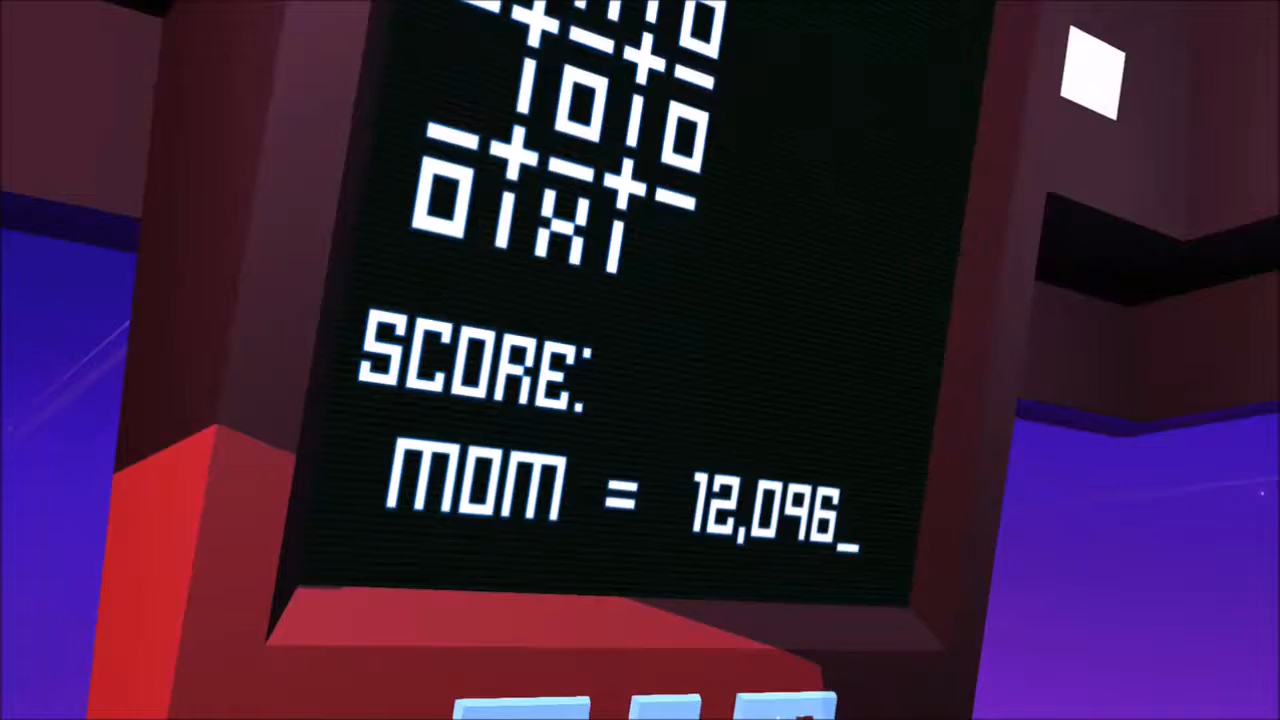 | |O
-+-+-
 |O|O
-+-+-
O|X|
SCORE:
MOM = 12,096_